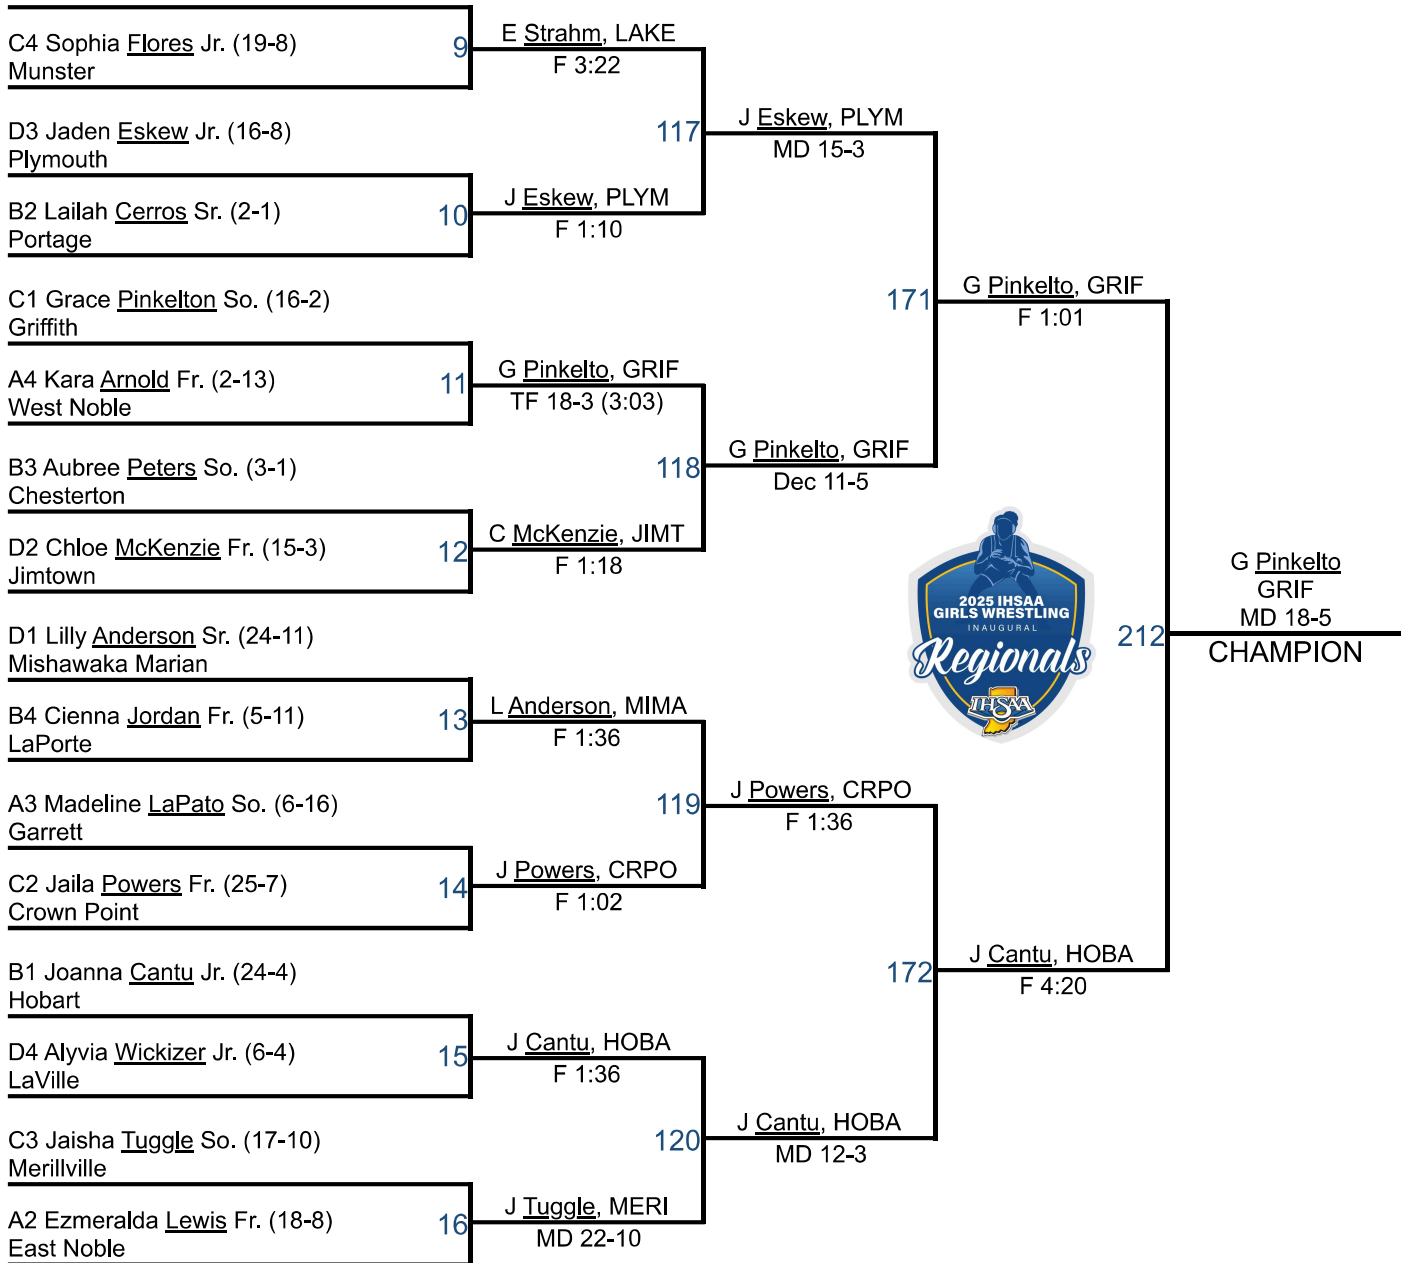 C4 Sophia Flores Jr. (19-8)
Munster
9
E Strahm, LAKE
F 3:22
D3 Jaden Eskew Jr. (16-8)
Plymouth
117
J Eskew, PLYM
MD 15-3
B2 Lailah Cerros Sr. (2-1)
Portage
10
J Eskew, PLYM
F 1:10
C1 Grace Pinkelton So. (16-2)
Griffith
171
G Pinkelto, GRIF
F 1:01
A4 Kara Arnold Fr. (2-13)
West Noble
11
G Pinkelto, GRIF
TF 18-3 (3:03)
B3 Aubree Peters So. (3-1)
Chesterton
118
G Pinkelto, GRIF
Dec 11-5
D2 Chloe McKenzie Fr. (15-3)
Jimtown
12
C McKenzie, JIMT
F 1:18
2025 IHSAA
GIRLS WRESTLING
INAUGURAL
Regionals
IHSAA
212
G Pinkelto
GRIF
MD 18-5
CHAMPION
D1 Lilly Anderson Sr. (24-11)
Mishawaka Marian
B4 Cienna Jordan Fr. (5-11)
LaPorte
13
L Anderson, MIMA
F 1:36
A3 Madeline LaPato So. (6-16)
Garrett
119
J Powers, CRPO
F 1:36
C2 Jaila Powers Fr. (25-7)
Crown Point
14
J Powers, CRPO
F 1:02
B1 Joanna Cantu Jr. (24-4)
Hobart
172
J Cantu, HOBA
F 4:20
D4 Alyvia Wickizer Jr. (6-4)
LaVille
15
J Cantu, HOBA
F 1:36
C3 Jaisha Tuggle So. (17-10)
Merillville
120
J Cantu, HOBA
MD 12-3
A2 Ezmeralda Lewis Fr. (18-8)
East Noble
16
J Tuggle, MERI
MD 22-10